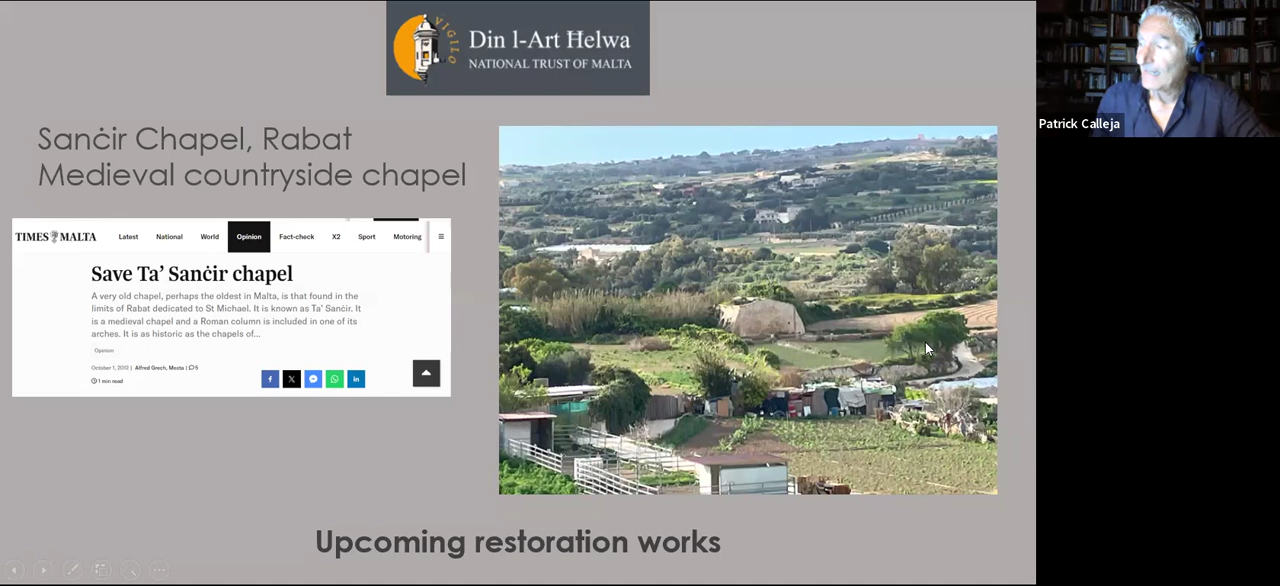 VIGILO
Din l-Art Ħelwa
NATIONAL TRUST OF MALTA
Patrick Calleja
Sanċir Chapel, Rabat
Medieval countryside chapel
TIMES MALTA
Latest National World Opinion Fact-check X2 Sport Motoring
Save Ta’ Sanċir chapel
A very old chapel, perhaps the oldest in Malta, is that found in the
limits of Rabat dedicated to St Michael. It is known as Ta’ Sanċir. It
is a medieval chapel and a Roman column is included in one of its
arches. It is as historic as the chapels of...
Opinion
October 1, 2012 | Alfred Grech, Mosta | 5
1 min read
Upcoming restoration works